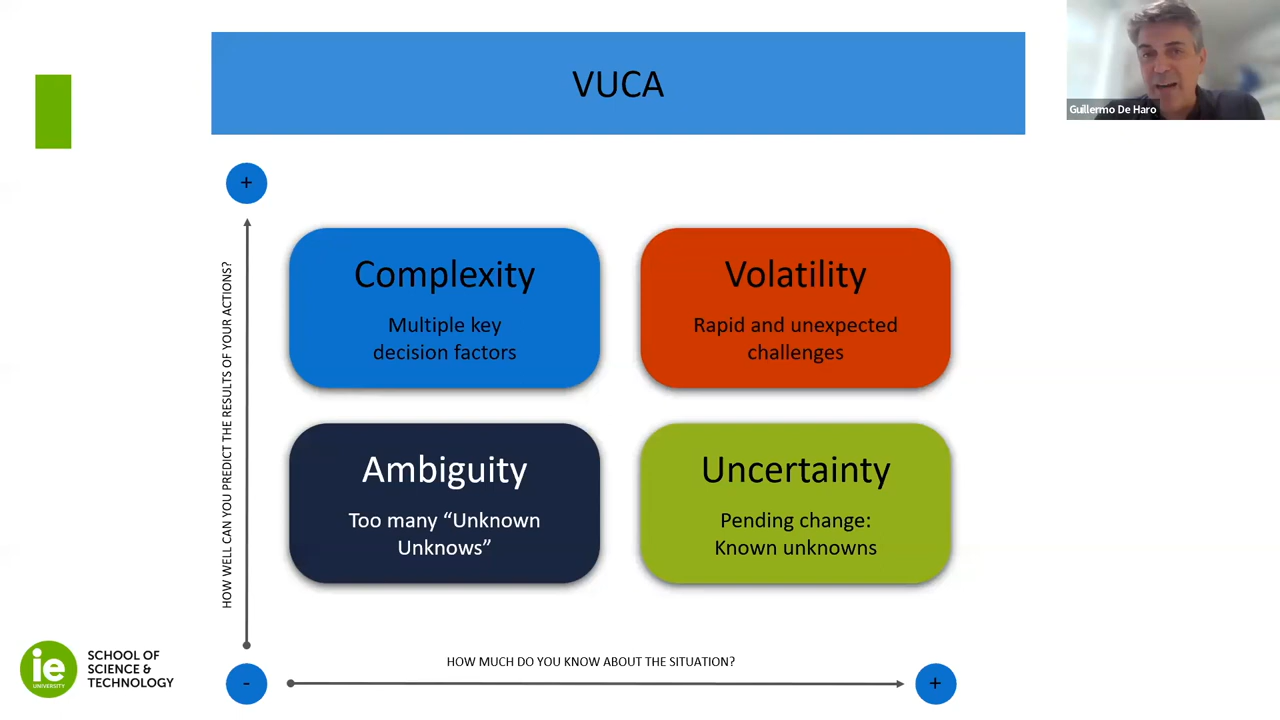 VUCA
Guillermo De Haro
+
HOW WELL CAN YOU PREDICT THE RESULTS OF YOUR ACTIONS?
Complexity
Multiple key
decision factors
Volatility
Rapid and unexpected
challenges
Ambiguity
Too many “Unknown
Unknows”
Uncertainty
Pending change:
Known unknowns
ie
UNIVERSITY
SCHOOL OF
SCIENCE &
TECHNOLOGY
-
HOW MUCH DO YOU KNOW ABOUT THE SITUATION?
+